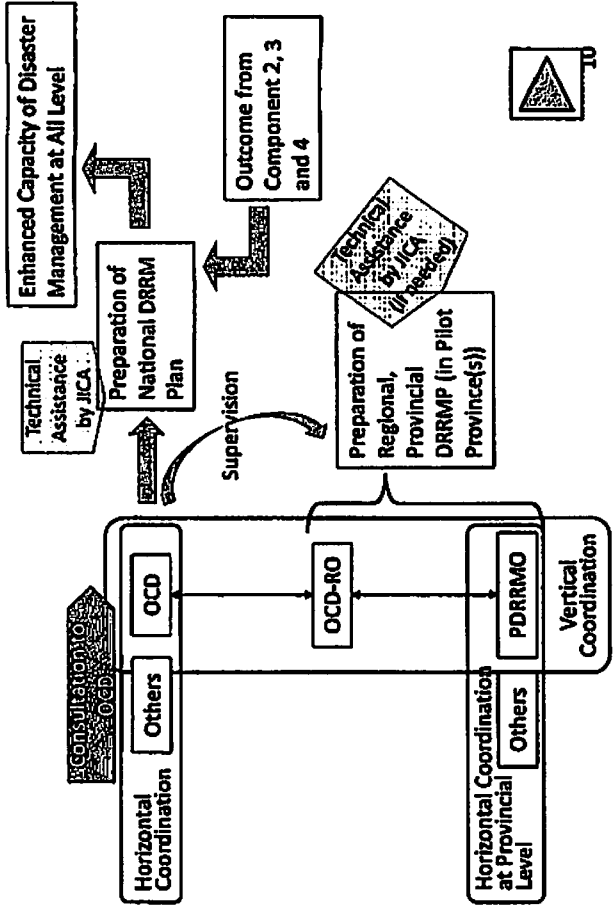 Consultation to
OCD
Horizontal
Coordination
Others
OCD
OCD-RO
Horizontal Coordination
at Provincial
Level
Others
PDRRMO
Vertical
Coordination
Technical
Assistance
by JICA
Preparation of
National DRRM
Plan
Supervision
Preparation of
Regional,
Provincial
DRRMP (in Pilot
Province(s))
Technical
Assistance
by JICA
(if needed)
Enhanced Capacity of Disaster
Management at All Level
Outcome from
Component 2, 3
and 4
10